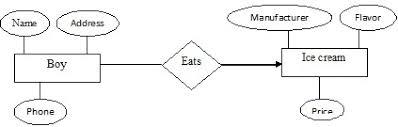 Name
Address
Manufacturer
Flavor
Boy
Eats
Ice cream
Phone
Price